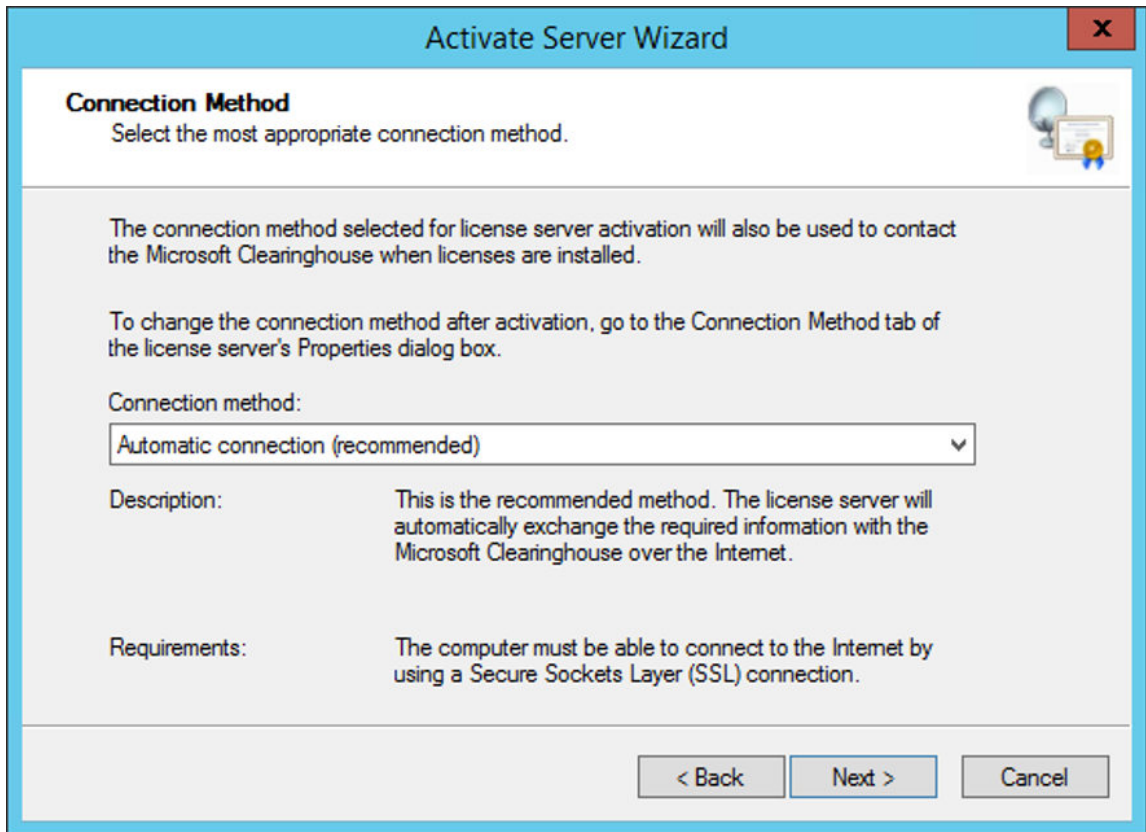 Activate Server Wizard
x
Connection Method
Select the most appropriate connection method.
The connection method selected for license server activation will also be used to contact
the Microsoft Clearinghouse when licenses are installed.
To change the connection method after activation, go to the Connection Method tab of
the license server's Properties dialog box.
Connection method:
Automatic connection (recommended)
Description: This is the recommended method. The license server will
automatically exchange the required information with the
Microsoft Clearinghouse over the Internet.
Requirements: The computer must be able to connect to the Internet by
using a Secure Sockets Layer (SSL) connection.
< Back Next > Cancel